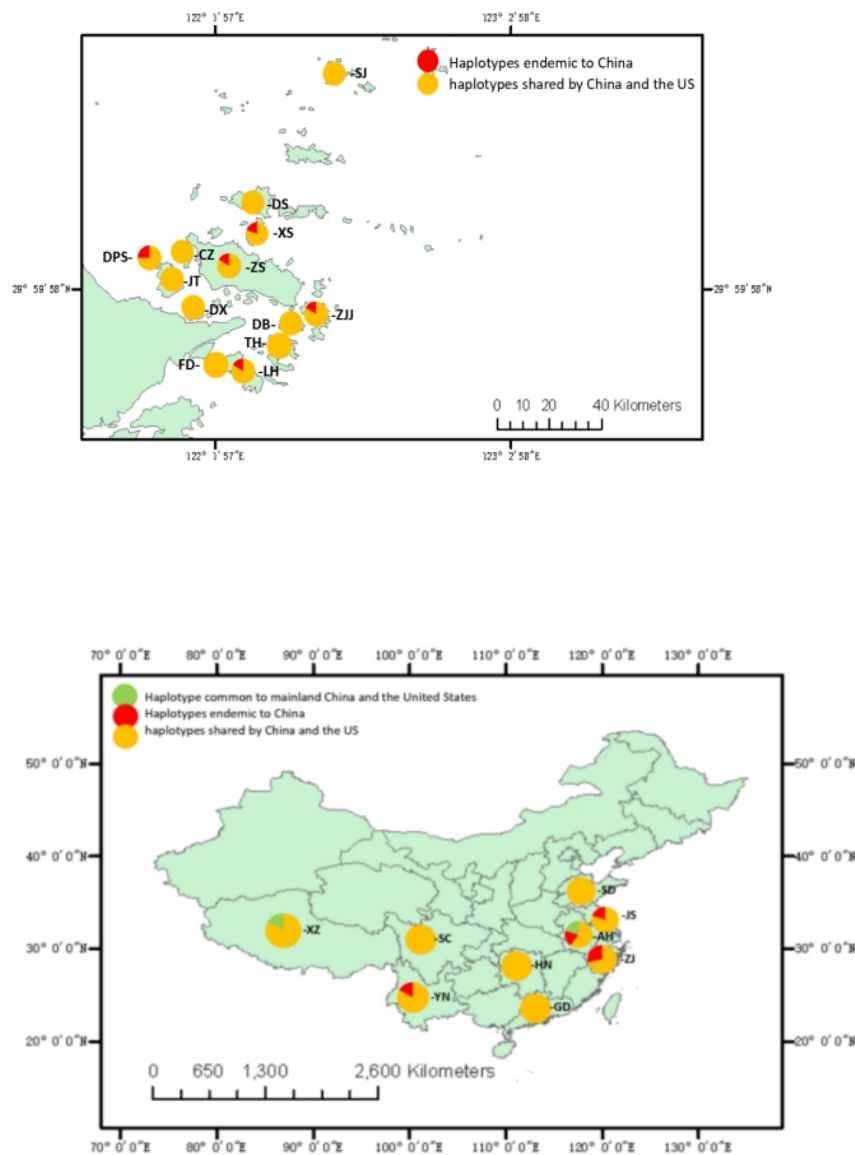 122° 1′57″E 123° 2′58″E
-SJ
Haplotypes endemic to China
haplotypes shared by China and the US
-DS
-XS
DPS- -CZ
-ZS
-JT
29° 59′58″N 29° 59′58″N
-DX
DB- -ZJJ
TH-
FD- -LH
0 10 20 40 Kilometers
122° 1′57″E 123° 2′58″E
70° 0′0″E 80° 0′0″E 90° 0′0″E 100° 0′0″E 110° 0′0″E 120° 0′0″E 130° 0′0″E
Haplotype common to mainland China and the United States
Haplotypes endemic to China
haplotypes shared by China and the US
50° 0′0″N 50° 0′0″N
40° 0′0″N 40° 0′0″N
-SD
-JS
-XZ -SC -AH
30° 0′0″N 30° 0′0″N
-HN -ZJ
-YN -GD
20° 0′0″N 20° 0′0″N
0 650 1,300 2,600 Kilometers
70° 0′0″E 80° 0′0″E 90° 0′0″E 100° 0′0″E 110° 0′0″E 120° 0′0″E 130° 0′0″E